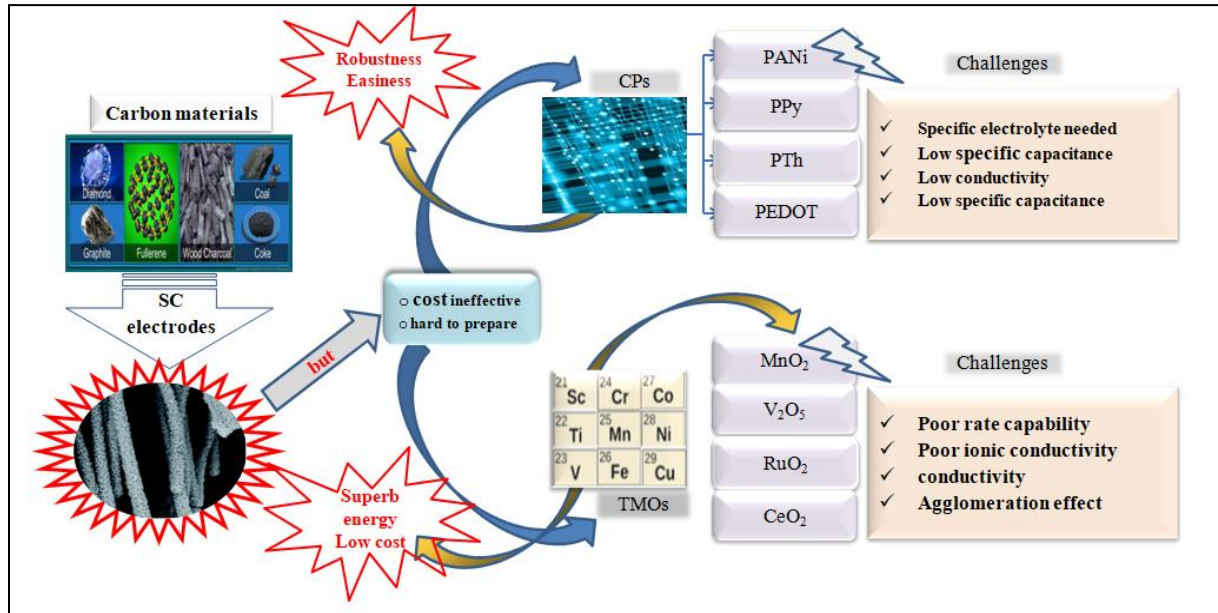 Carbon materials
Diamond
Graphite
Fullerene
Wood Charcoal
Coal
Coke
SC
electrodes
but
Robustness
Easiness
o cost ineffective
o hard to prepare
Superb
energy
Low cost
CPs
PANi
PPy
PTh
PEDOT
Challenges
✓ Specific electrolyte needed
✓ Low specific capacitance
✓ Low conductivity
✓ Low specific capacitance
21 Sc 24 Cr 27 Co
22 Ti 25 Mn 28 Ni
23 V 26 Fe 29 Cu
TMOs
MnO₂
V₂O₅
RuO₂
CeO₂
Challenges
✓ Poor rate capability
✓ Poor ionic conductivity
✓ conductivity
✓ Agglomeration effect